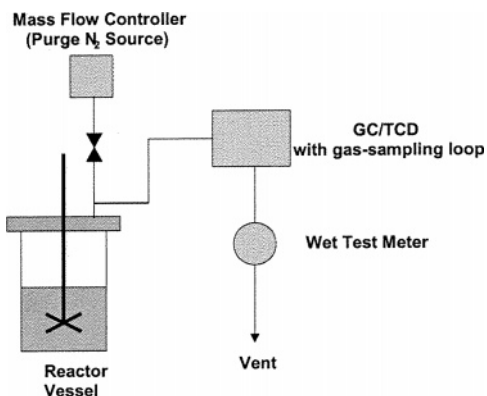 Mass Flow Controller
(Purge N₂ Source)
GC/TCD
with gas-sampling loop
Wet Test Meter
Vent
Reactor
Vessel